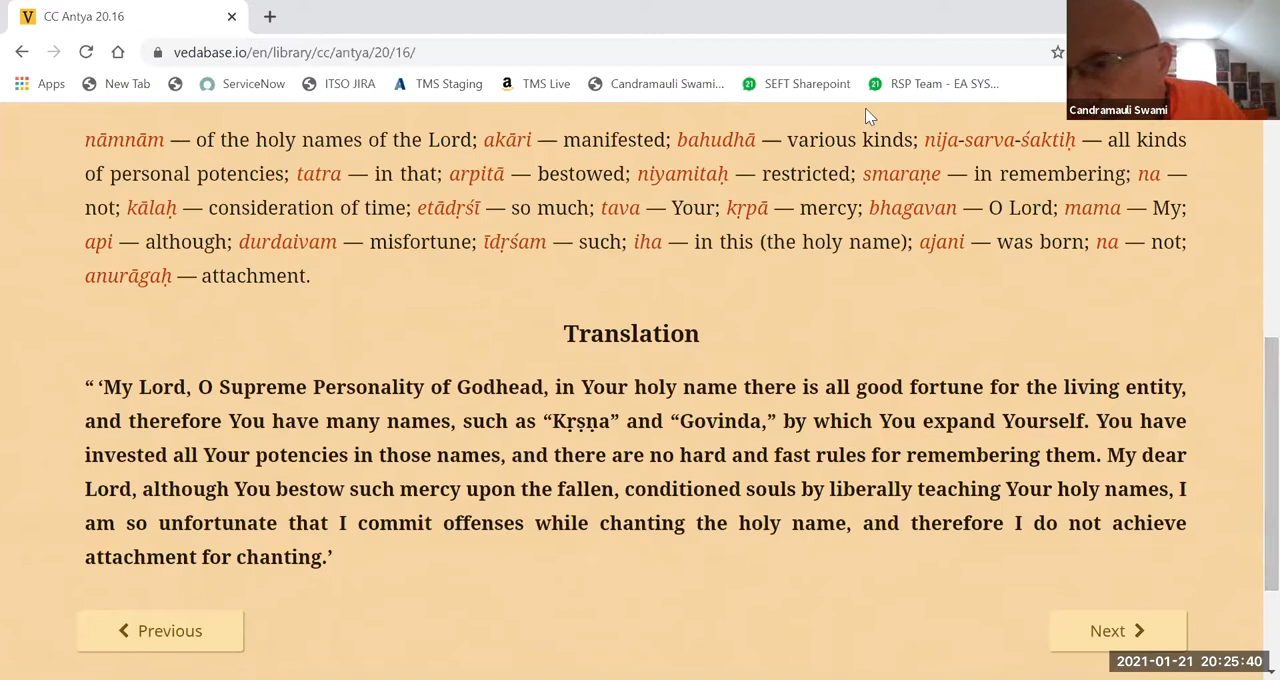 CC Antya 20.16
vedabase.io/en/library/cc/antya/20/16/
Apps New Tab ServiceNow ITSO JIRA TMS Staging TMS Live Candramauli Swami... SEFT Sharepoint RSP Team - EA SYS...
Candramauli Swami
nāmnām — of the holy names of the Lord; akāri — manifested; bahudhā — various kinds; nija-sarva-śaktiḥ — all kinds
of personal potencies; tatra — in that; arpitā — bestowed; niyamitaḥ — restricted; smaraṇe — in remembering; na —
not; kālaḥ — consideration of time; etādṛśī — so much; tava — Your; kṛpā — mercy; bhagavan — O Lord; mama — My;
api — although; durdaivam — misfortune; īdṛśam — such; iha — in this (the holy name); ajani — was born; na — not;
anurāgaḥ — attachment.
Translation
“ ‘My Lord, O Supreme Personality of Godhead, in Your holy name there is all good fortune for the living entity,
and therefore You have many names, such as “Kṛṣṇa” and “Govinda,” by which You expand Yourself. You have
invested all Your potencies in those names, and there are no hard and fast rules for remembering them. My dear
Lord, although You bestow such mercy upon the fallen, conditioned souls by liberally teaching Your holy names, I
am so unfortunate that I commit offenses while chanting the holy name, and therefore I do not achieve
attachment for chanting.’
Previous
Next
2021-01-21 20:25:40